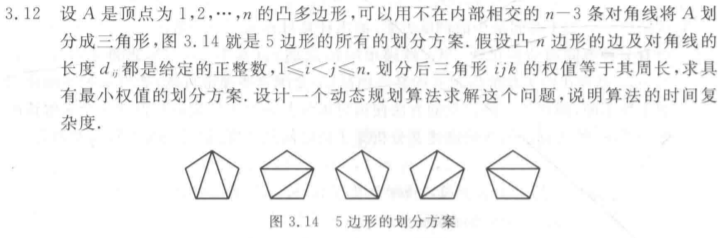 3.12 设 A 是顶点为 1,2,…,n 的凸多边形,可以用不在内部相交的 n−3 条对角线将 A 划
分成三角形,图 3.14 就是 5 边形的所有的划分方案. 假设凸 n 边形的边及对角线的
长度 d_{ij} 都是给定的正整数,1≤i<j≤n. 划分后三角形 ijk 的权值等于其周长,求具
有最小权值的划分方案. 设计一个动态规划算法求解这个问题,说明算法的时间复
杂度.
图 3.14 5 边形的划分方案